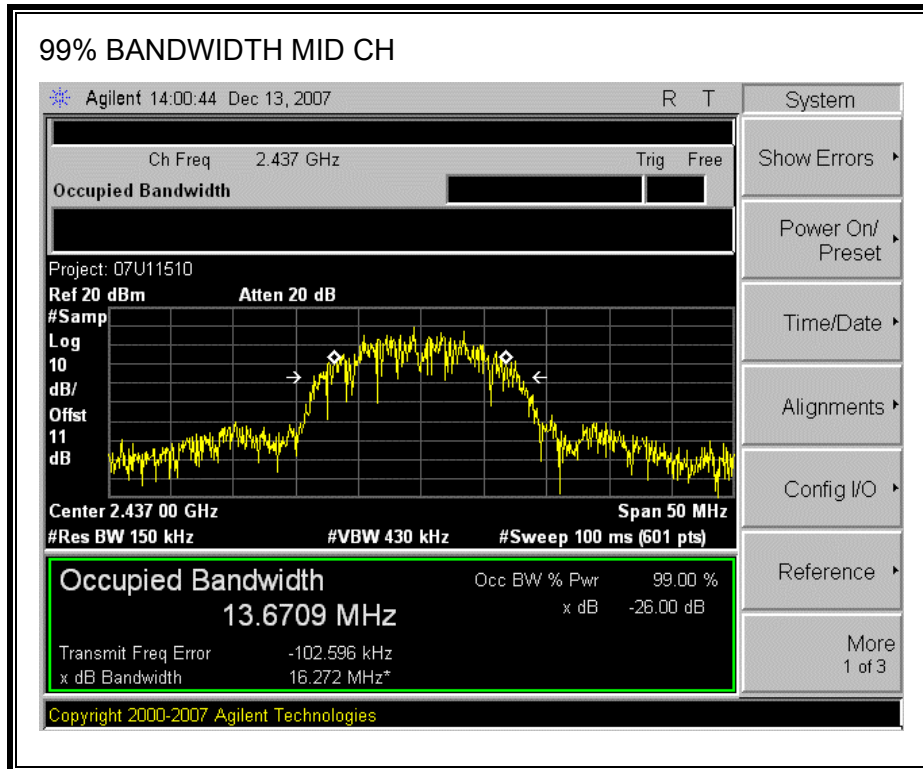 99% BANDWIDTH MID CH
Agilent 14:00:44 Dec 13, 2007 R T
System
Ch Freq 2.437 GHz Trig Free
Occupied Bandwidth
Show Errors
Power On/
Preset
Time/Date
Alignments
Config I/O
Reference
More
1 of 3
Project: 07U11510
Ref 20 dBm Atten 20 dB
#Samp
Log
10
dB/
Offst
11
dB
Center 2.437 00 GHz Span 50 MHz
#Res BW 150 kHz #VBW 430 kHz #Sweep 100 ms (601 pts)
Occupied Bandwidth
13.6709 MHz
Occ BW % Pwr 99.00 %
x dB -26.00 dB
Transmit Freq Error -102.596 kHz
x dB Bandwidth 16.272 MHz*
Copyright 2000-2007 Agilent Technologies